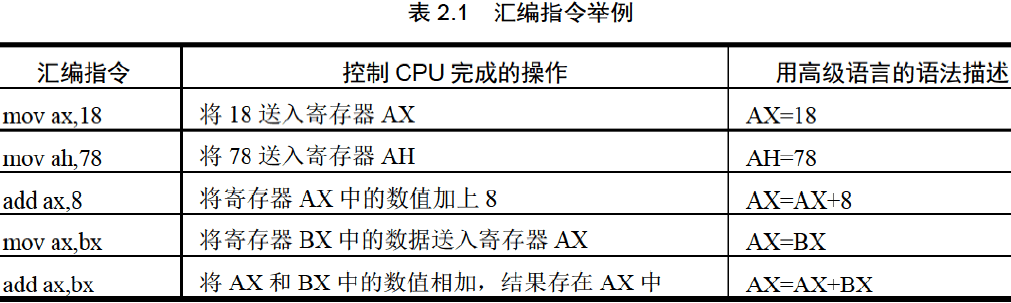 表 2.1 汇编指令举例
汇编指令 控制 CPU 完成的操作 用高级语言的语法描述
mov ax,18 将 18 送入寄存器 AX AX=18
mov ah,78 将 78 送入寄存器 AH AH=78
add ax,8 将寄存器 AX 中的数值加上 8 AX=AX+8
mov ax,bx 将寄存器 BX 中的数据送入寄存器 AX AX=BX
add ax,bx 将 AX 和 BX 中的数值相加，结果存在 AX 中 AX=AX+BX